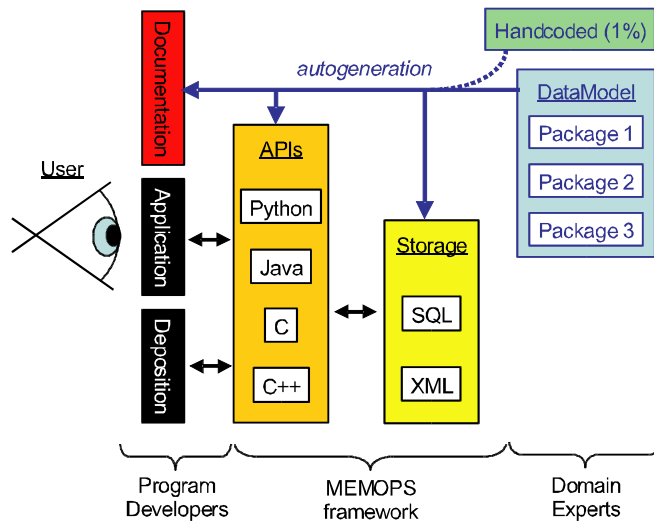 Handcoded (1%)
autogeneration
Documentation
DataModel
Package 1
Package 2
Package 3
User
Application
Deposition
APIs
Python
Java
C
C++
Storage
SQL
XML
Program
Developers
MEMOPS
framework
Domain
Experts